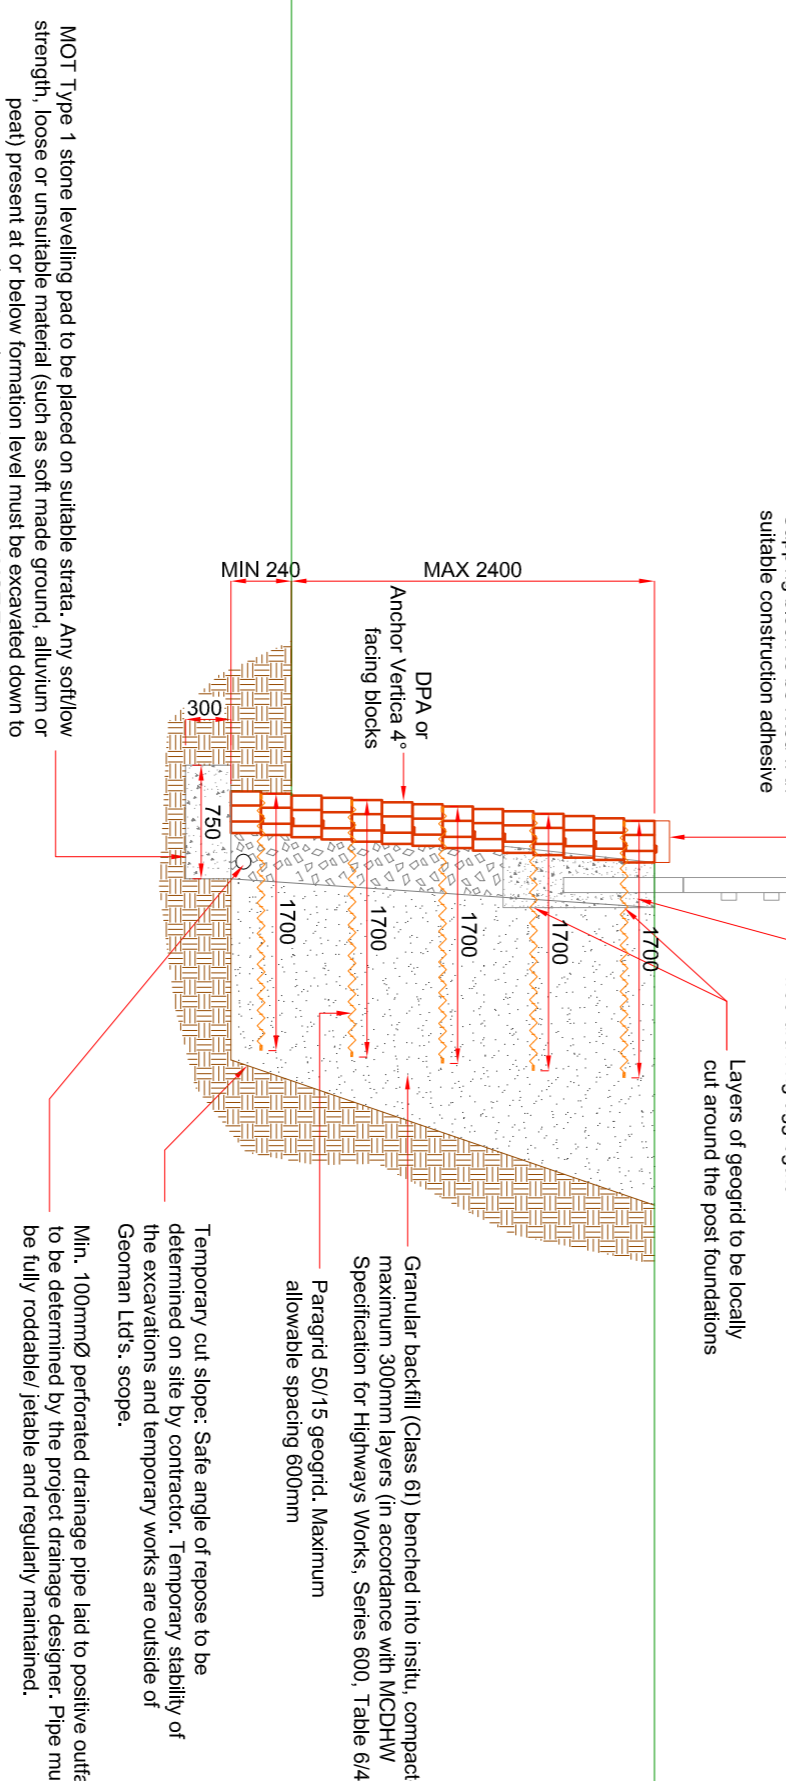 suitable construction adhesive
Layers of geogrid to be locally
cut around the post foundations
MIN 240
MAX 2400
DPA or
Anchor Vertica 4°
facing blocks
300
750
1700
1700
1700
1700
1700
Granular backfill (Class 6I) benched into insitu, compact
maximum 300mm layers (in accordance with MCDHW
Specification for Highways Works, Series 600, Table 6/4
Paragrid 50/15 geogrid. Maximum
allowable spacing 600mm
Temporary cut slope: Safe angle of repose to be
determined on site by contractor. Temporary stability of
the excavations and temporary works are outside of
Geoman Ltd's. scope.
Min. 100mmØ perforated drainage pipe laid to positive outfa
to be determined by the project drainage designer. Pipe mu
be fully roddable/ jetable and regularly maintained.
MOT Type 1 stone levelling pad to be placed on suitable strata. Any soft/low
strength, loose or unsuitable material (such as soft made ground, alluvium or
peat) present at or below formation level must be excavated down to